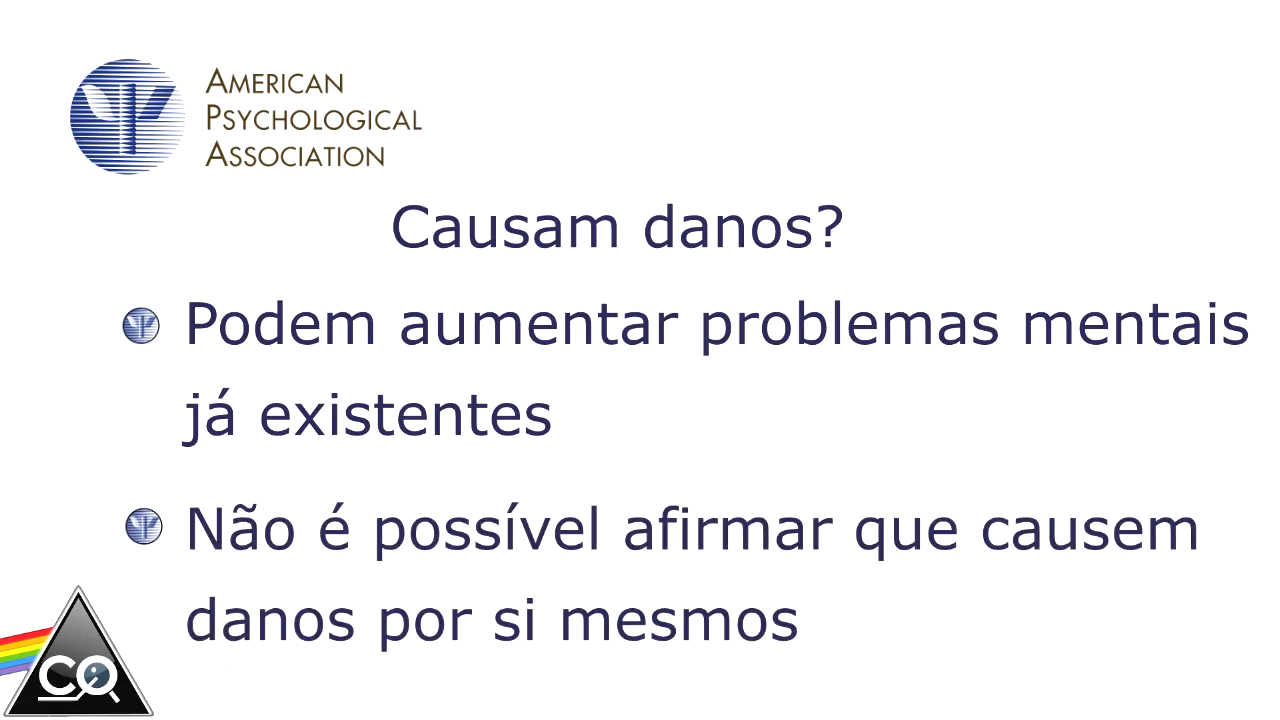 AMERICAN
PSYCHOLOGICAL
ASSOCIATION
Causam danos?
Podem aumentar problemas mentais
já existentes
Não é possível afirmar que causem
danos por si mesmos
CQ